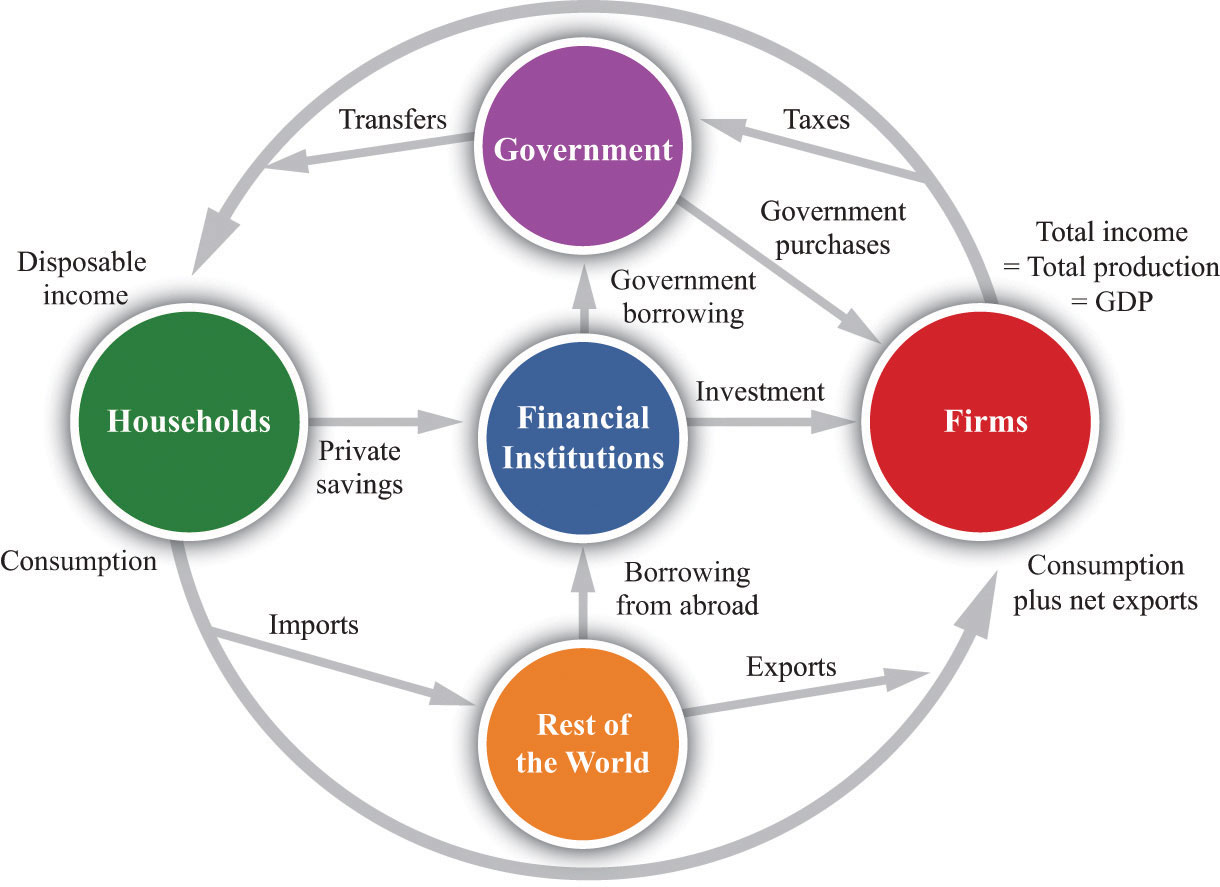 Transfers
Government
Taxes
Government
purchases
Total income
= Total production
= GDP
Disposable
income
Government
borrowing
Households
Private
savings
Financial
Institutions
Investment
Firms
Consumption
Imports
Borrowing
from abroad
Exports
Consumption
plus net exports
Rest of
the World